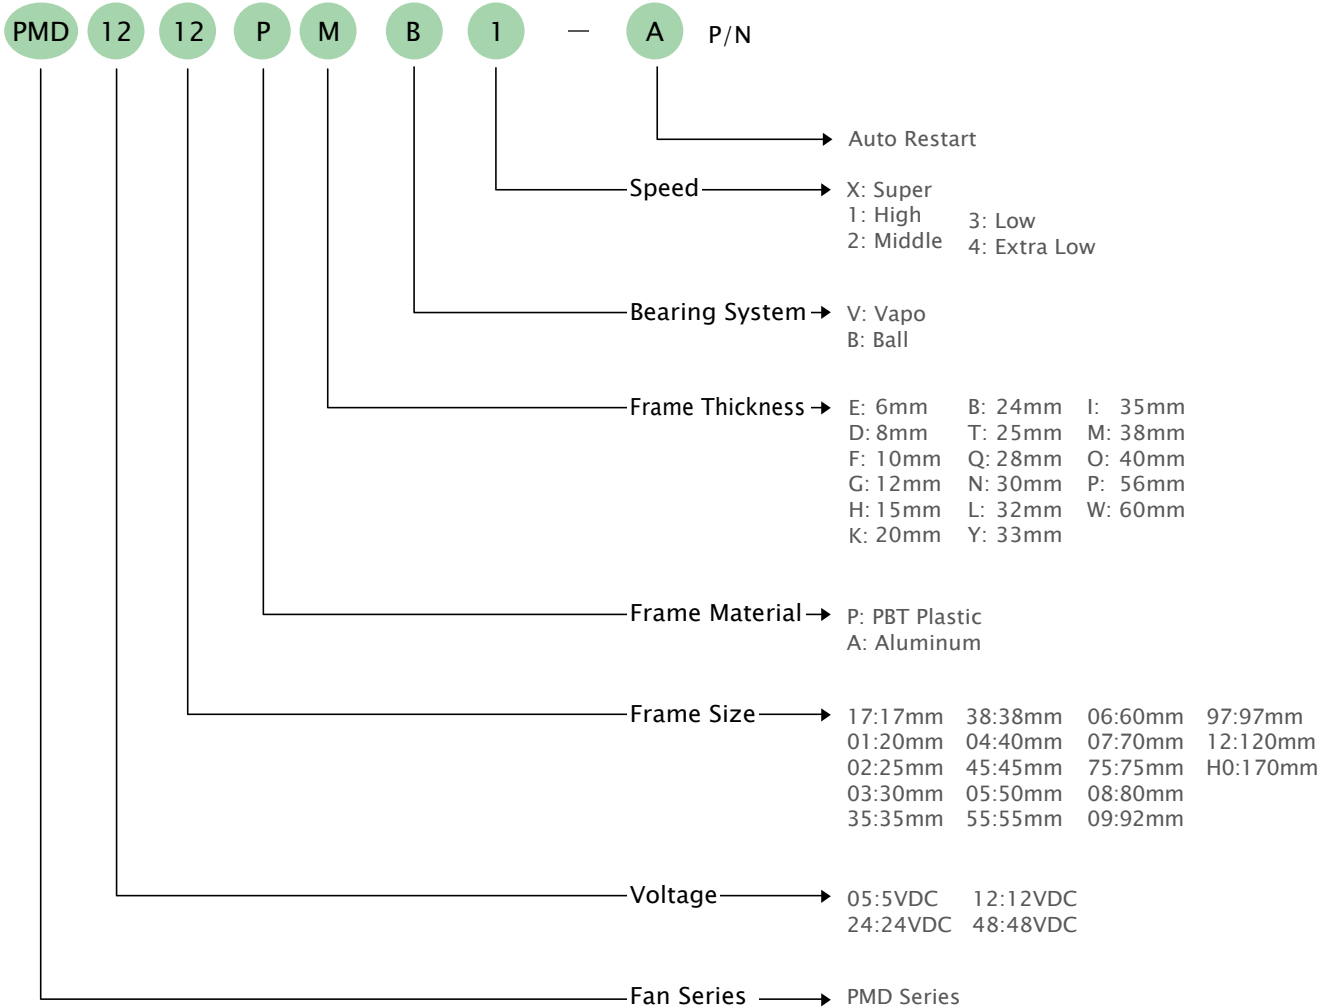 PMD 12 12 P M B 1 — A P/N
Auto Restart
Speed X: Super
1: High 3: Low
2: Middle 4: Extra Low
Bearing System V: Vapo
B: Ball
Frame Thickness E: 6mm B: 24mm I: 35mm
D: 8mm T: 25mm M: 38mm
F: 10mm Q: 28mm O: 40mm
G: 12mm N: 30mm P: 56mm
H: 15mm L: 32mm W: 60mm
K: 20mm Y: 33mm
Frame Material P: PBT Plastic
A: Aluminum
Frame Size 17:17mm 38:38mm 06:60mm 97:97mm
01:20mm 04:40mm 07:70mm 12:120mm
02:25mm 45:45mm 75:75mm H0:170mm
03:30mm 05:50mm 08:80mm
35:35mm 55:55mm 09:92mm
Voltage 05:5VDC 12:12VDC
24:24VDC 48:48VDC
Fan Series PMD Series